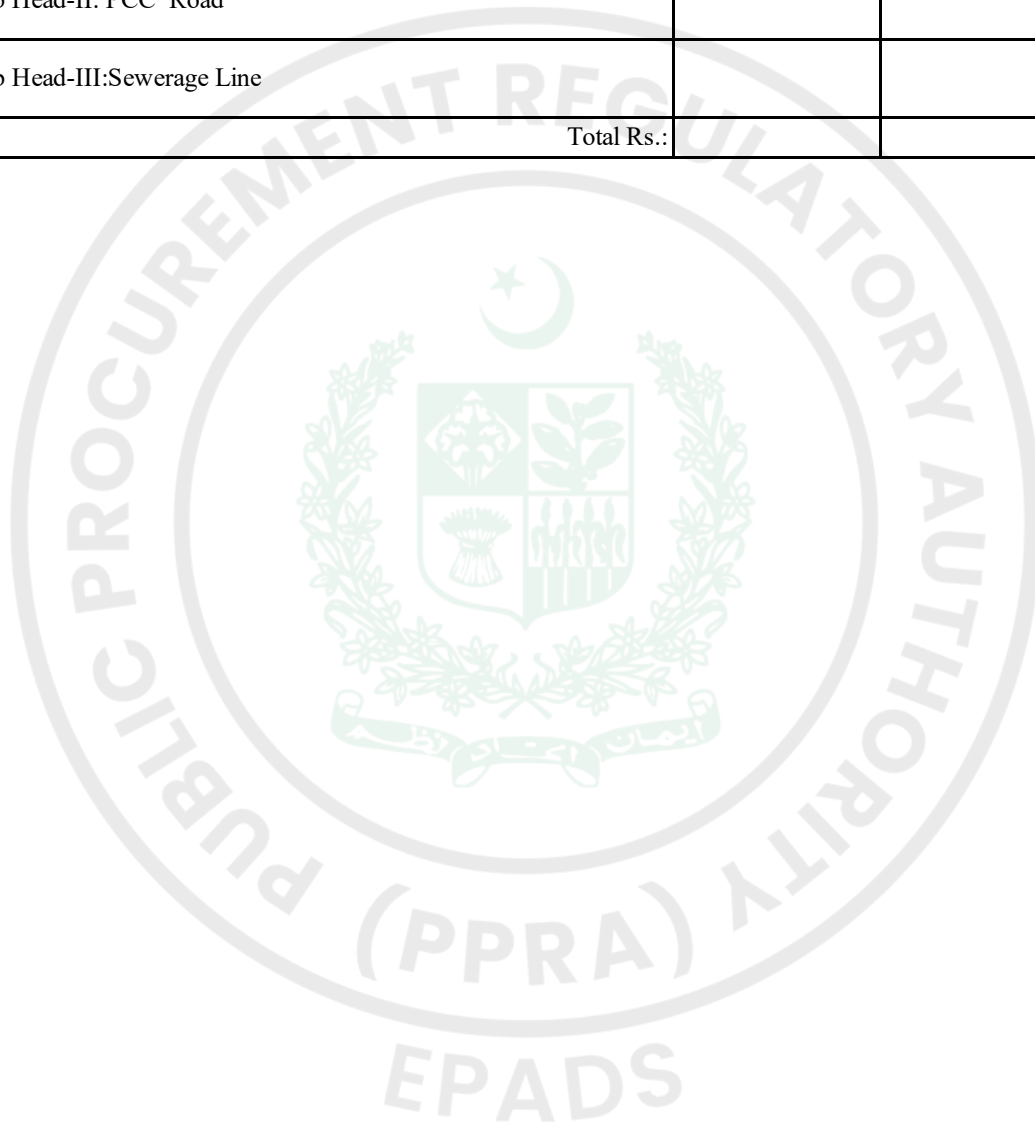 b Head-II: PCC Road
b Head-III:Sewerage Line
Total Rs.:
PUBLIC PROCUREMENT REGULATORY AUTHORITY
(PPRA)
EPADS